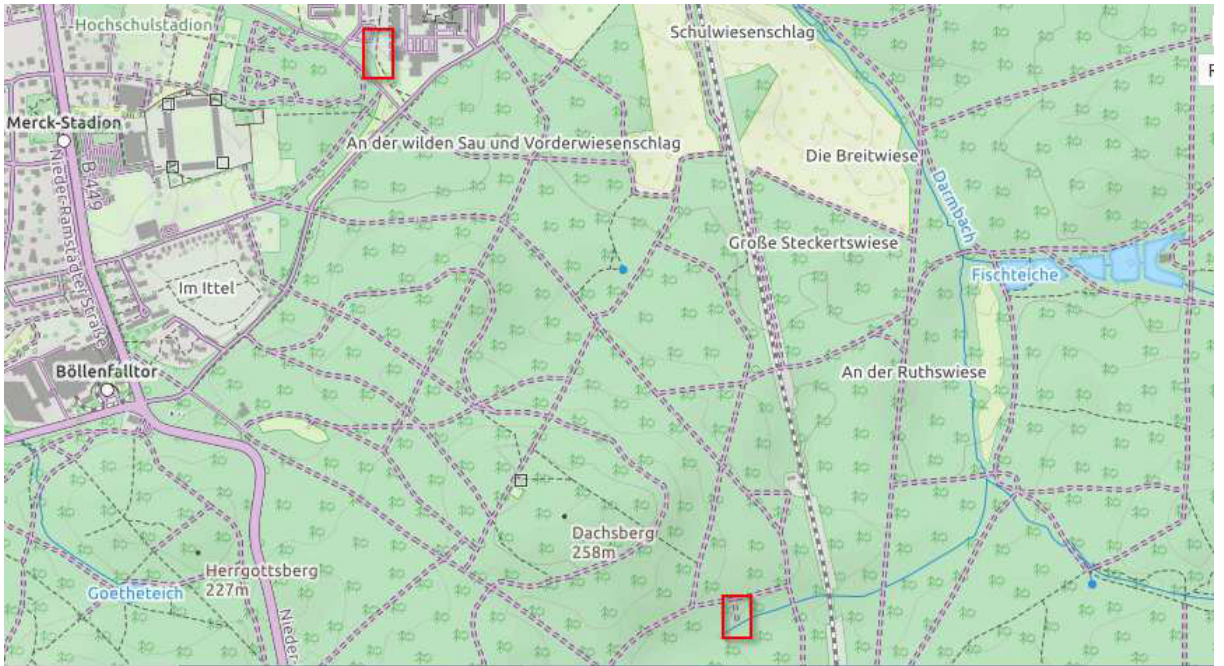 Hochschulstadion
Schulwiesenschlag
Merck-Stadion
An der wilden Sau und Vorderwiesenschlag
Die Breitwiese
B 449
Nieder-Ramstädter Straße
Darmbach
Große Steckertswiese
Fischteiche
Im Ittel
Böllenfalltor
An der Ruthswiese
Dachsberg
258m
Herrgottsberg
227m
Goetheteich
Nieder-